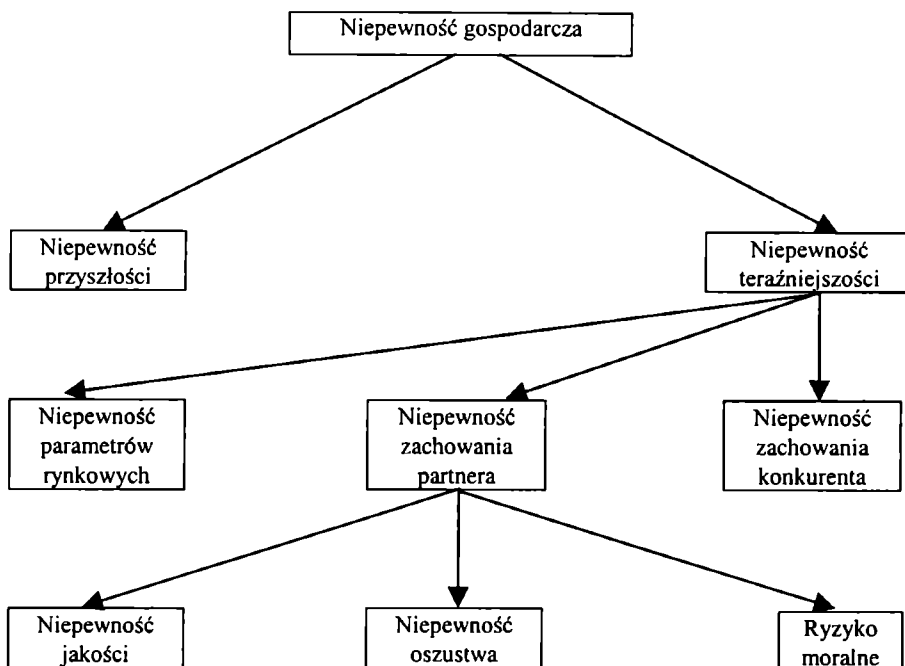 Niepewność gospodarcza
Niepewność
przyszłości
Niepewność
teraźniejszości
Niepewność
parametrów
rynkowych
Niepewność
zachowania
partnera
Niepewność
zachowania
konkurenta
Niepewność
jakości
Niepewność
oszustwa
Ryzyko
moralne